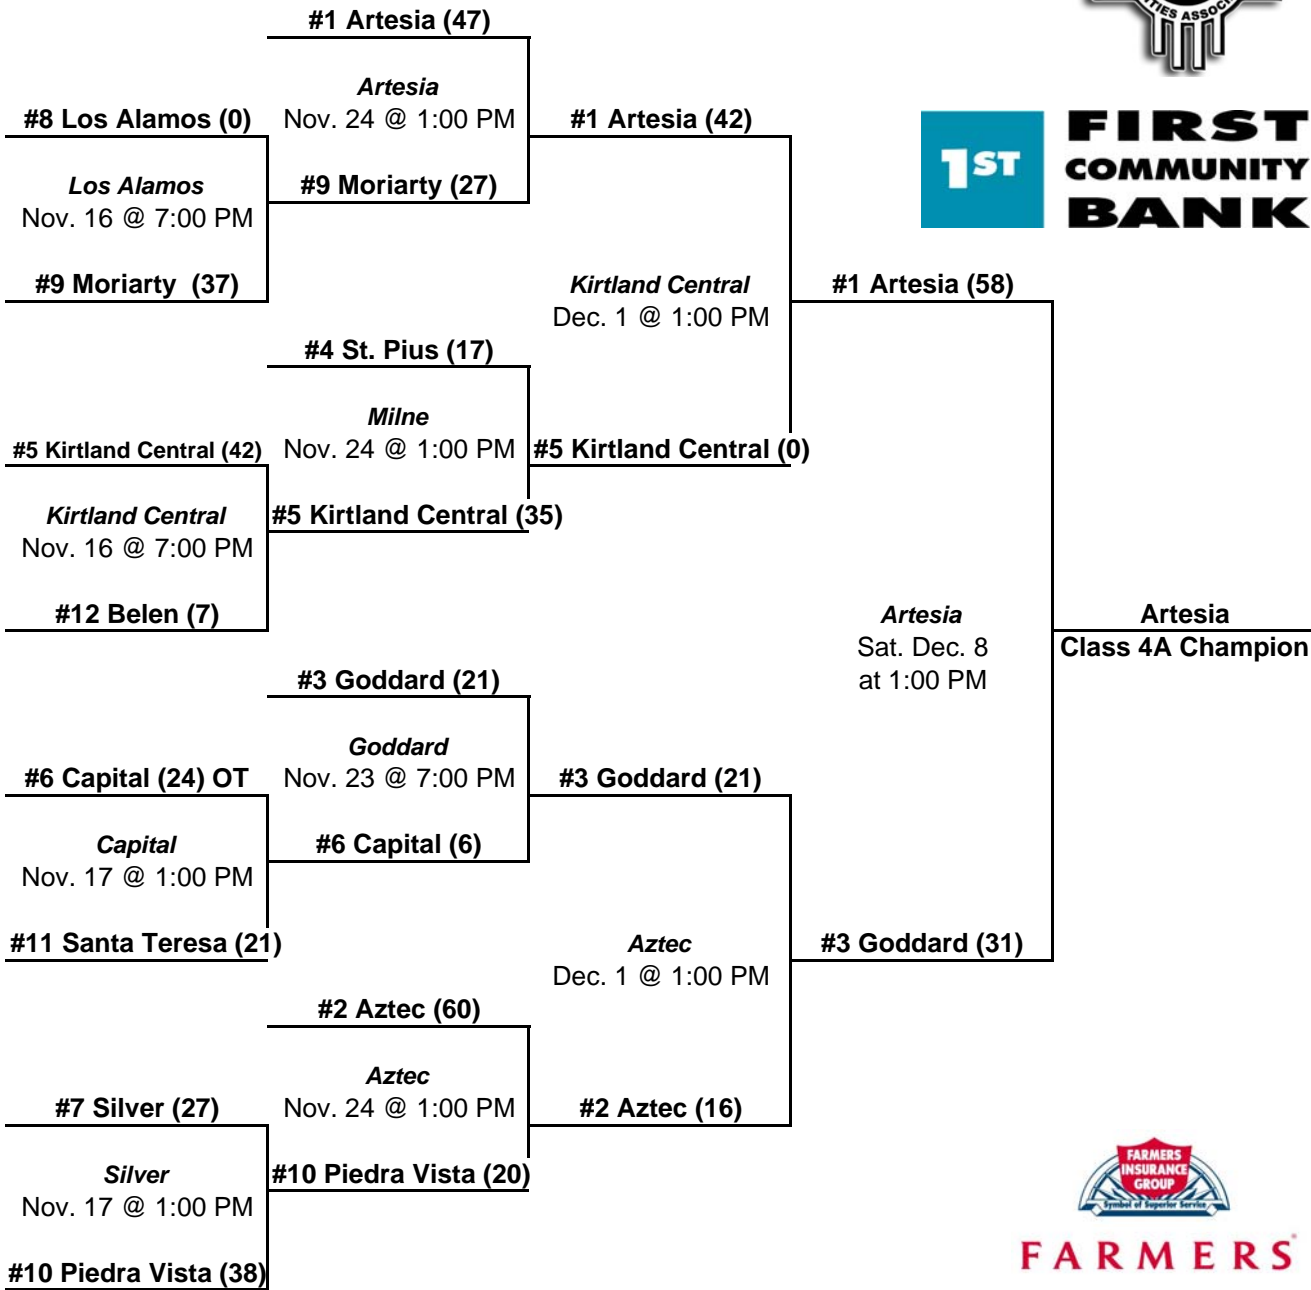 #1 Artesia (47)
TIES ASSOC
Artesia
#8 Los Alamos (0)
Nov. 24 @ 1:00 PM
#1 Artesia (42)
1ST
FIRST
COMMUNITY
BANK
Los Alamos
Nov. 16 @ 7:00 PM
#9 Moriarty (27)
#9 Moriarty (37)
Kirtland Central
Dec. 1 @ 1:00 PM
#1 Artesia (58)
#4 St. Pius (17)
Milne
#5 Kirtland Central (42)
Nov. 24 @ 1:00 PM
#5 Kirtland Central (0)
Kirtland Central
Nov. 16 @ 7:00 PM
#5 Kirtland Central (35)
#12 Belen (7)
Artesia
Sat. Dec. 8
at 1:00 PM
Artesia
Class 4A Champion
#3 Goddard (21)
Goddard
#6 Capital (24) OT
Nov. 23 @ 7:00 PM
#3 Goddard (21)
Capital
Nov. 17 @ 1:00 PM
#6 Capital (6)
#11 Santa Teresa (21)
Aztec
Dec. 1 @ 1:00 PM
#3 Goddard (31)
#2 Aztec (60)
Aztec
#7 Silver (27)
Nov. 24 @ 1:00 PM
#2 Aztec (16)
Silver
Nov. 17 @ 1:00 PM
#10 Piedra Vista (20)
#10 Piedra Vista (38)
FARMERS
INSURANCE
GROUP
Symbol of Superior Service
FARMERS